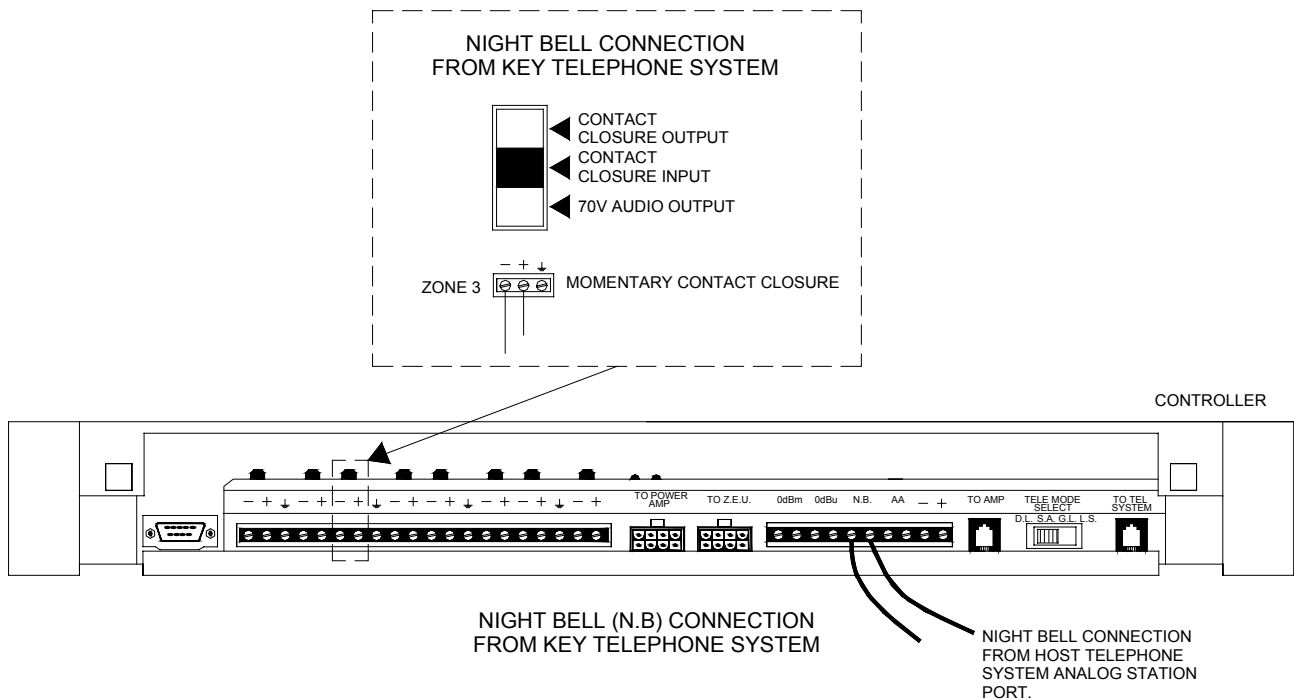 NIGHT BELL CONNECTION
FROM KEY TELEPHONE SYSTEM
CONTACT
CLOSURE OUTPUT
CONTACT
CLOSURE INPUT
70V AUDIO OUTPUT
− +
ZONE 3
MOMENTARY CONTACT CLOSURE
CONTROLLER
− + − + − + − + − + − + − + − +
TO POWER
AMP
TO Z.E.U.
0dBm 0dBu N.B. AA − +
TO AMP
TELE MODE
SELECT
D.L. S.A. G.L. L.S.
TO TEL
SYSTEM
NIGHT BELL (N.B) CONNECTION
FROM KEY TELEPHONE SYSTEM
NIGHT BELL CONNECTION
FROM HOST TELEPHONE
SYSTEM ANALOG STATION
PORT.